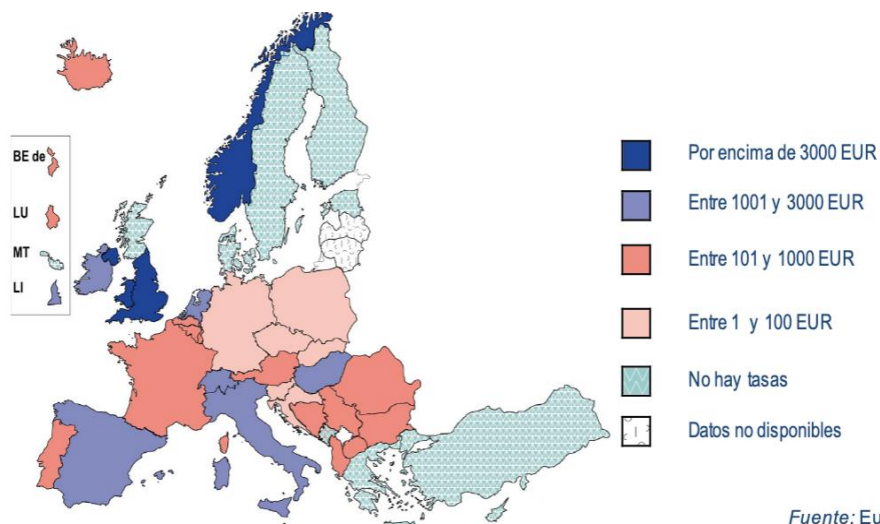 BE de
LU
MT
LI
Por encima de 3000 EUR
Entre 1001 y 3000 EUR
Entre 101 y 1000 EUR
Entre 1 y 100 EUR
No hay tasas
Datos no disponibles
Fuente: Eu